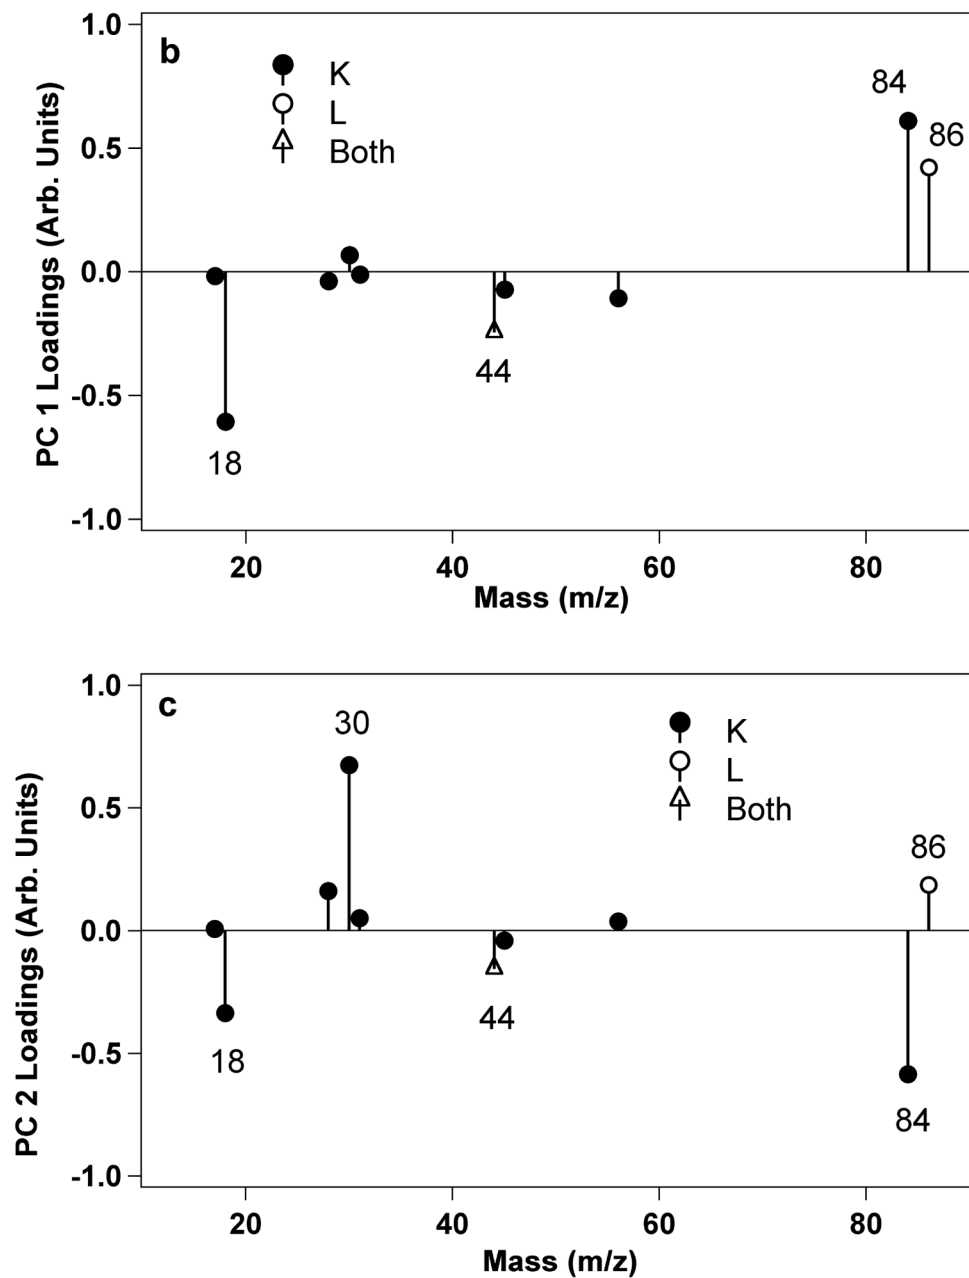 b
K
L
Both
84
86
44
18
1.0
0.5
0.0
-0.5
-1.0
PC 1 Loadings (Arb. Units)
20 40 60 80
Mass (m/z)
c
30
K
L
Both
86
44
18
84
1.0
0.5
0.0
-0.5
-1.0
PC 2 Loadings (Arb. Units)
20 40 60 80
Mass (m/z)